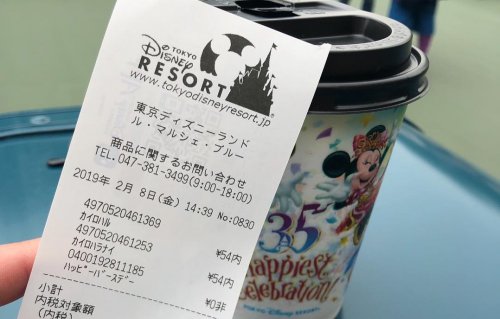 TOKYO
Disney
RESORT
www.tokyodisneyresort.jp
東京ディズニーランド
ル・マルシェ・ブルー
商品に関するお問い合わせ
TEL.047-381-3499(9:00-18:00)
2019年 2月 8日(金) 14:39 No:0830
4970520461369
カイロハル ¥54内
4970520461253
カイロハラナイ ¥54内
0400192811185
ハッピーバースデー ¥0非
小計
内税対象額
(内税)
35
Happiest
Celebration!
TOKYO Disney RESORT